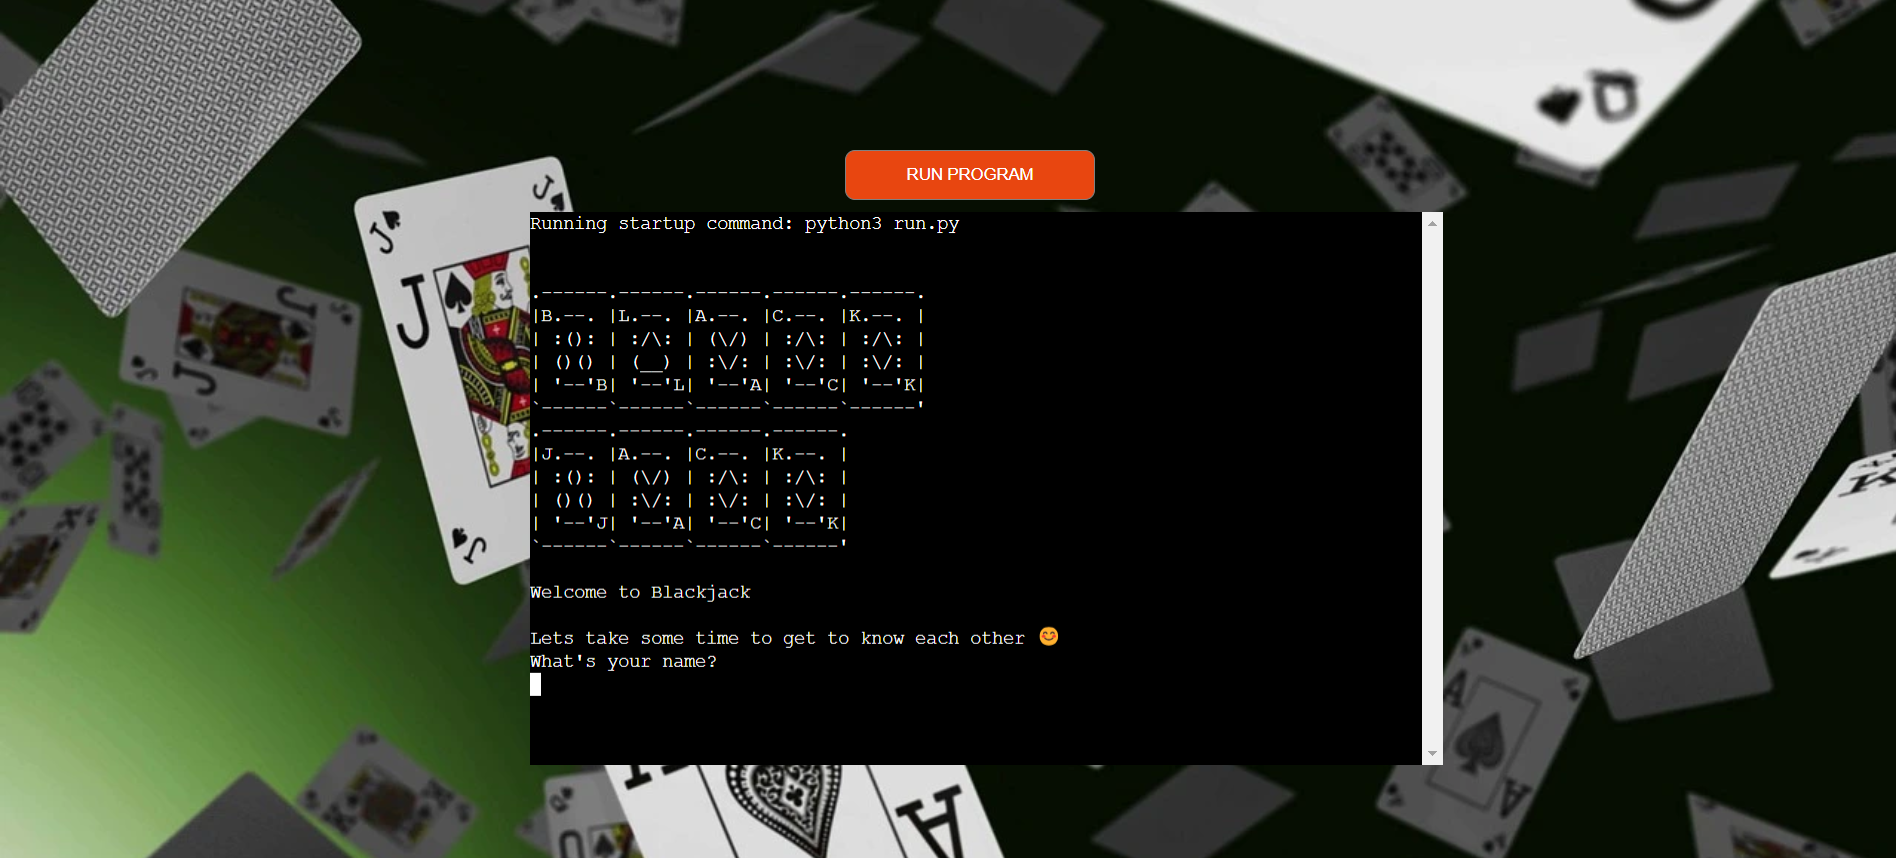 RUN PROGRAM
Running startup command: python3 run.py
.------.------.------.------.------.
|B.--. |L.--. |A.--. |C.--. |K.--. |
| :(): | :/\: | (\/) | :/\: | :/\: |
| ()() | (__) | :\/: | :\/: | :\/: |
| '--'B| '--'L| '--'A| '--'C| '--'K|
`------`------`------`------`------'
.------.------.------.------.
|J.--. |A.--. |C.--. |K.--. |
| :(): | (\/) | :/\: | :/\: |
| ()() | :\/: | :\/: | :\/: |
| '--'J| '--'A| '--'C| '--'K|
`------`------`------`------'
Welcome to Blackjack
Lets take some time to get to know each other 😊
What's your name?
J
J
J
J
J
J
Q
K
A
A
A